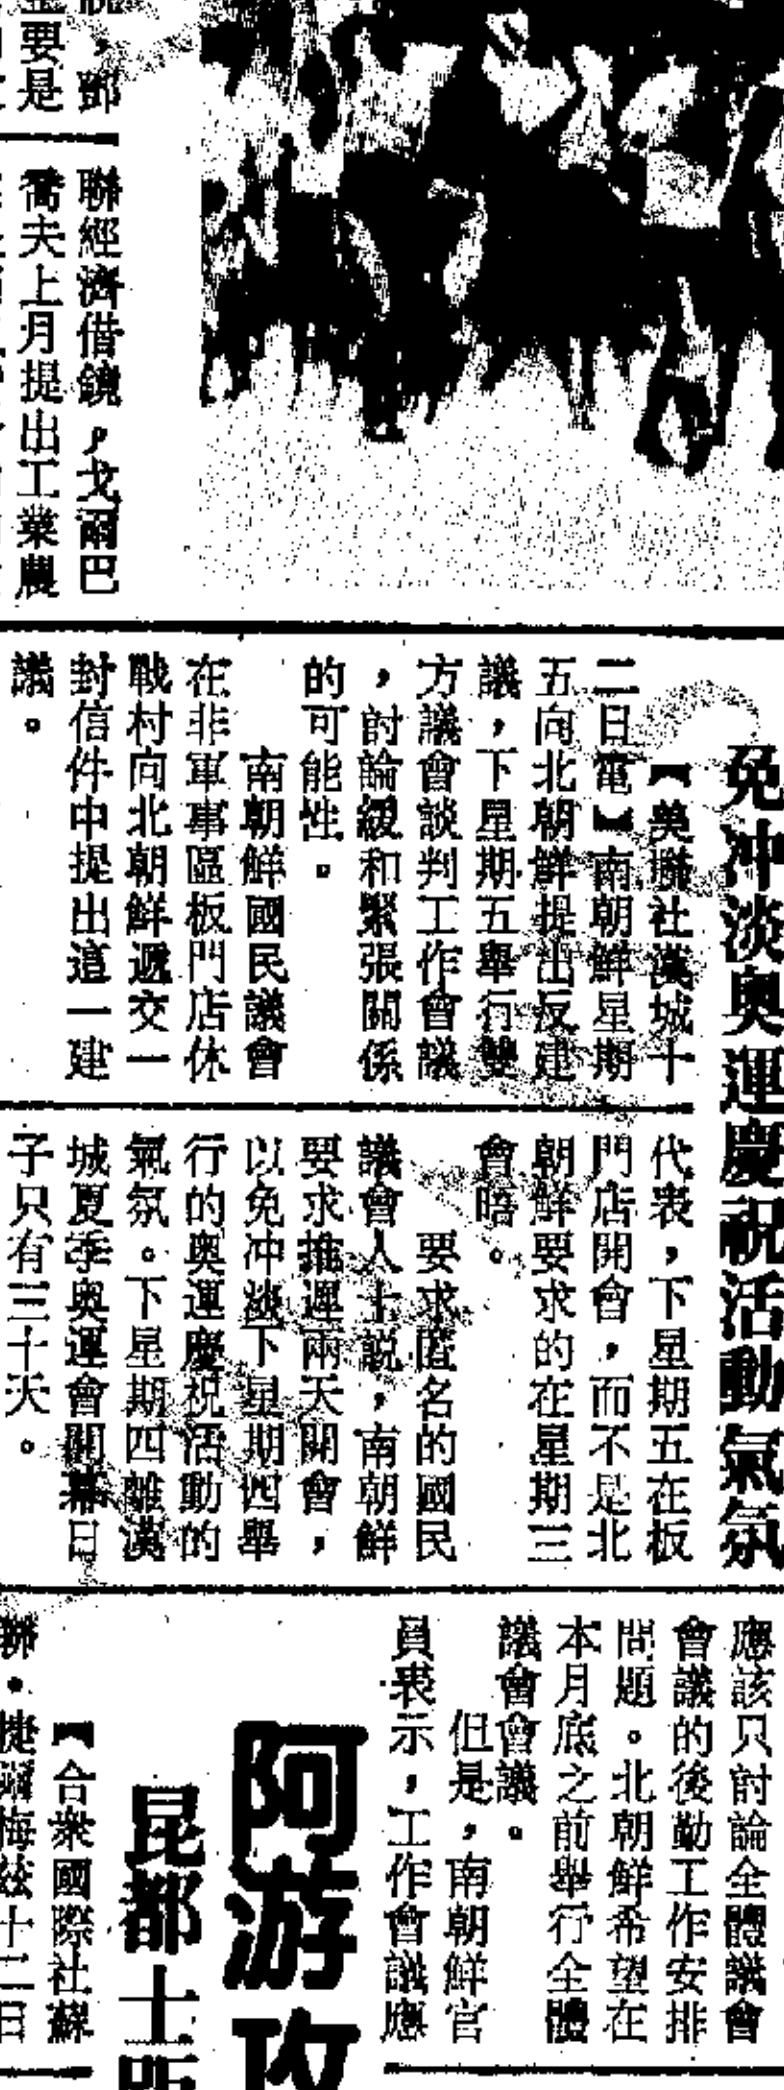 鄧
要是
聯經濟借鏡，戈爾巴
喬夫上月提出工業農
免冲淡奧運慶祝活動氣氛
【美聯社漢城十
二日電】南朝鮮星期
五向北朝鮮提出反建
議，下星期五舉行雙
方議會談判工作會議
，討論緩和緊張關係
的可能性。
南朝鮮國民議會
在非軍事區板門店休
戰村向北朝鮮遞交一
封信件中提出這一建
議。
代表，下星期五在板
門店開會，而不是北
朝鮮要求的在星期三
會晤。
要求匿名的國民
議會人士説，南朝鮮
要求推遲兩天開會，
以免冲淡下星期四舉
行的奧運慶祝活動的
氣氛。下星期四離漢
城夏季奧運會開幕日
子只有三十天。
應該只討論全體議會
會議的後勤工作安排
問題。北朝鮮希望在
本月底之前舉行全體
議會會議。
但是，南朝鮮官
員表示，工作會議應
阿游攻
昆都士
【合衆國際社蘇
聯·捷爾梅兹十二日